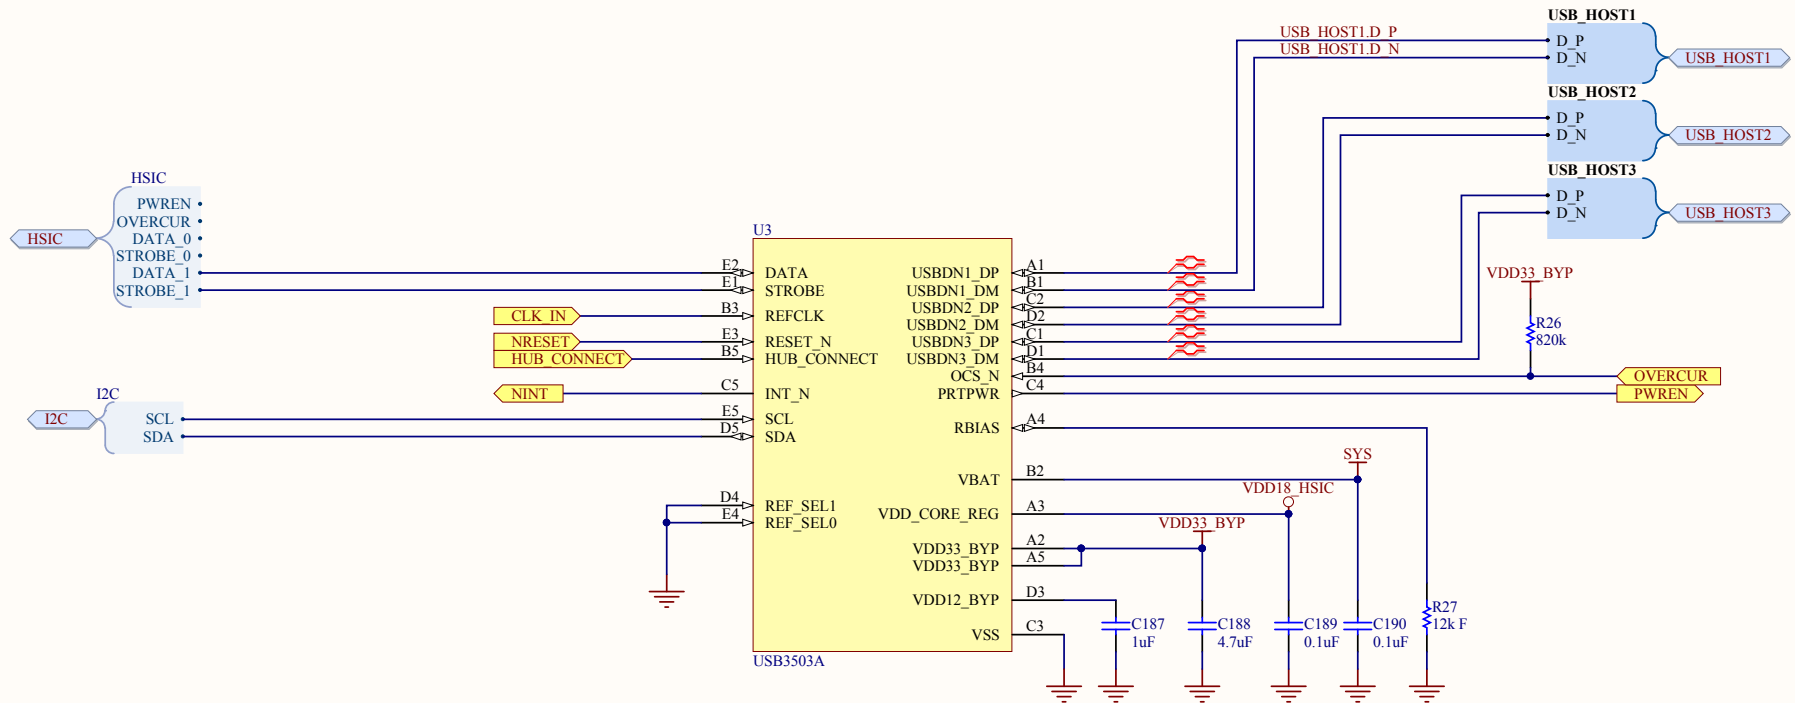 USB_HOST1
USB_HOST1.D_P
D_P
USB_HOST1.D_N
D_N
USB_HOST1
USB_HOST2
D_P
D_N
USB_HOST2
USB_HOST3
D_P
D_N
USB_HOST3
HSIC
PWREN
OVERCUR
DATA_0
STROBE_0
DATA_1
STROBE_1
HSIC
U3
E2 DATA
E1 STROBE
B3 REFCLK
E3 RESET_N
B5 HUB_CONNECT
C5 INT_N
E5 SCL
D5 SDA
D4 REF_SEL1
E4 REF_SEL0
CLK_IN
NRESET
HUB_CONNECT
NINT
I2C
SCL
SDA
I2C
USBDN1_DP A1
USBDN1_DM B1
USBDN2_DP C2
USBDN2_DM D2
USBDN3_DP C1
USBDN3_DM D1
OCS_N B4
PRTPWR C4
RBIAS A4
VBAT B2
VDD_CORE_REG A3
VDD33_BYP A2
VDD33_BYP A5
VDD12_BYP D3
VSS C3
USB3503A
VDD33_BYP
R26
820k
OVERCUR
PWREN
SYS
VDD18_HSIC
VDD33_BYP
C187
1uF
C188
4.7uF
C189
0.1uF
C190
0.1uF
R27
12k F